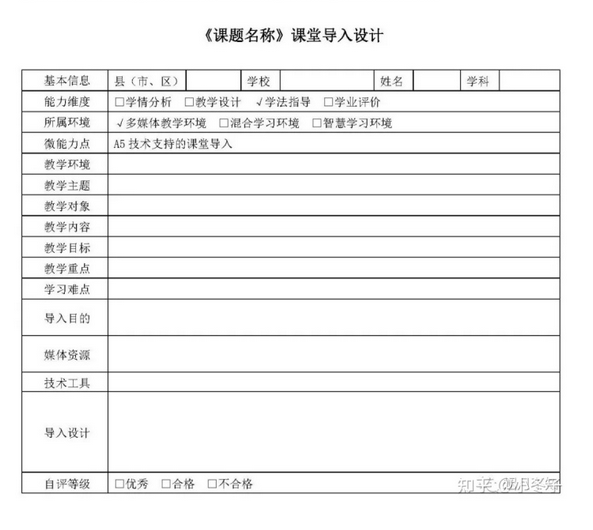 《课题名称》课堂导入设计
基本信息 县（市、区） 学校 姓名 学科
能力维度 □学情分析 □教学设计 √学法指导 □学业评价
所属环境 √多媒体教学环境 □混合学习环境 □智慧学习环境
微能力点 A5 技术支持的课堂导入
教学环境
教学主题
教学对象
教学内容
教学目标
教学重点
学习难点
导入目的
媒体资源
技术工具
导入设计
自评等级 □优秀 □合格 □不合格
知乎